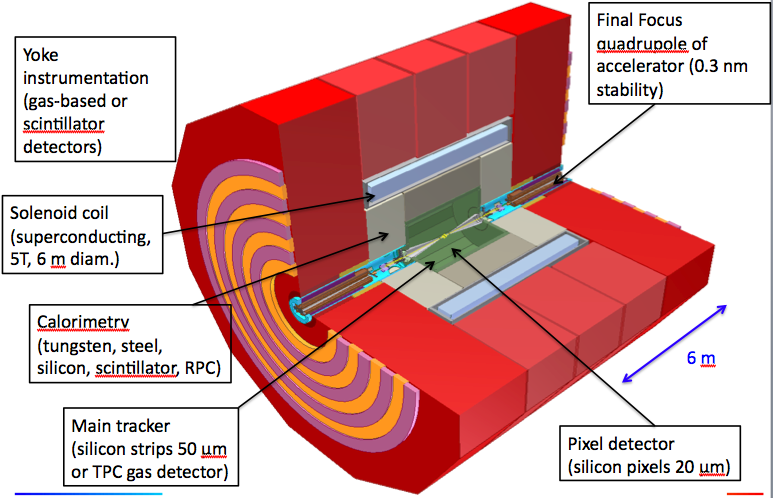 Yoke
instrumentation
(gas-based or
scintillator
detectors)
Final Focus
quadrupole of
accelerator (0.3 nm
stability)
Solenoid coil
(superconducting,
5T, 6 m diam.)
Calorimetry
(tungsten, steel,
silicon, scintillator, RPC)
6 m
Main tracker
(silicon strips 50 µm
or TPC gas detector)
Pixel detector
(silicon pixels 20 µm)